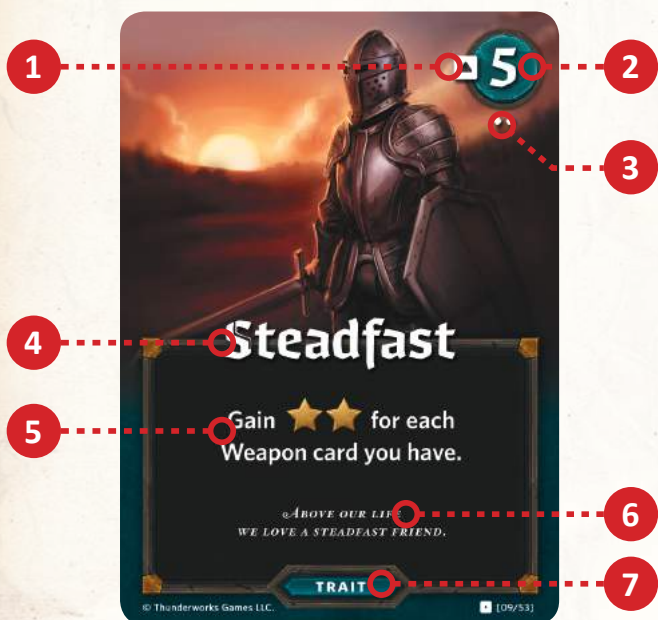 1
5
2
3
4
Steadfast
5
Gain for each
Weapon card you have.
ABOVE OUR LIFE
WE LOVE A STEADFAST FRIEND.
6
TRAIT
7
© Thunderworks Games LLC.
[09/53]